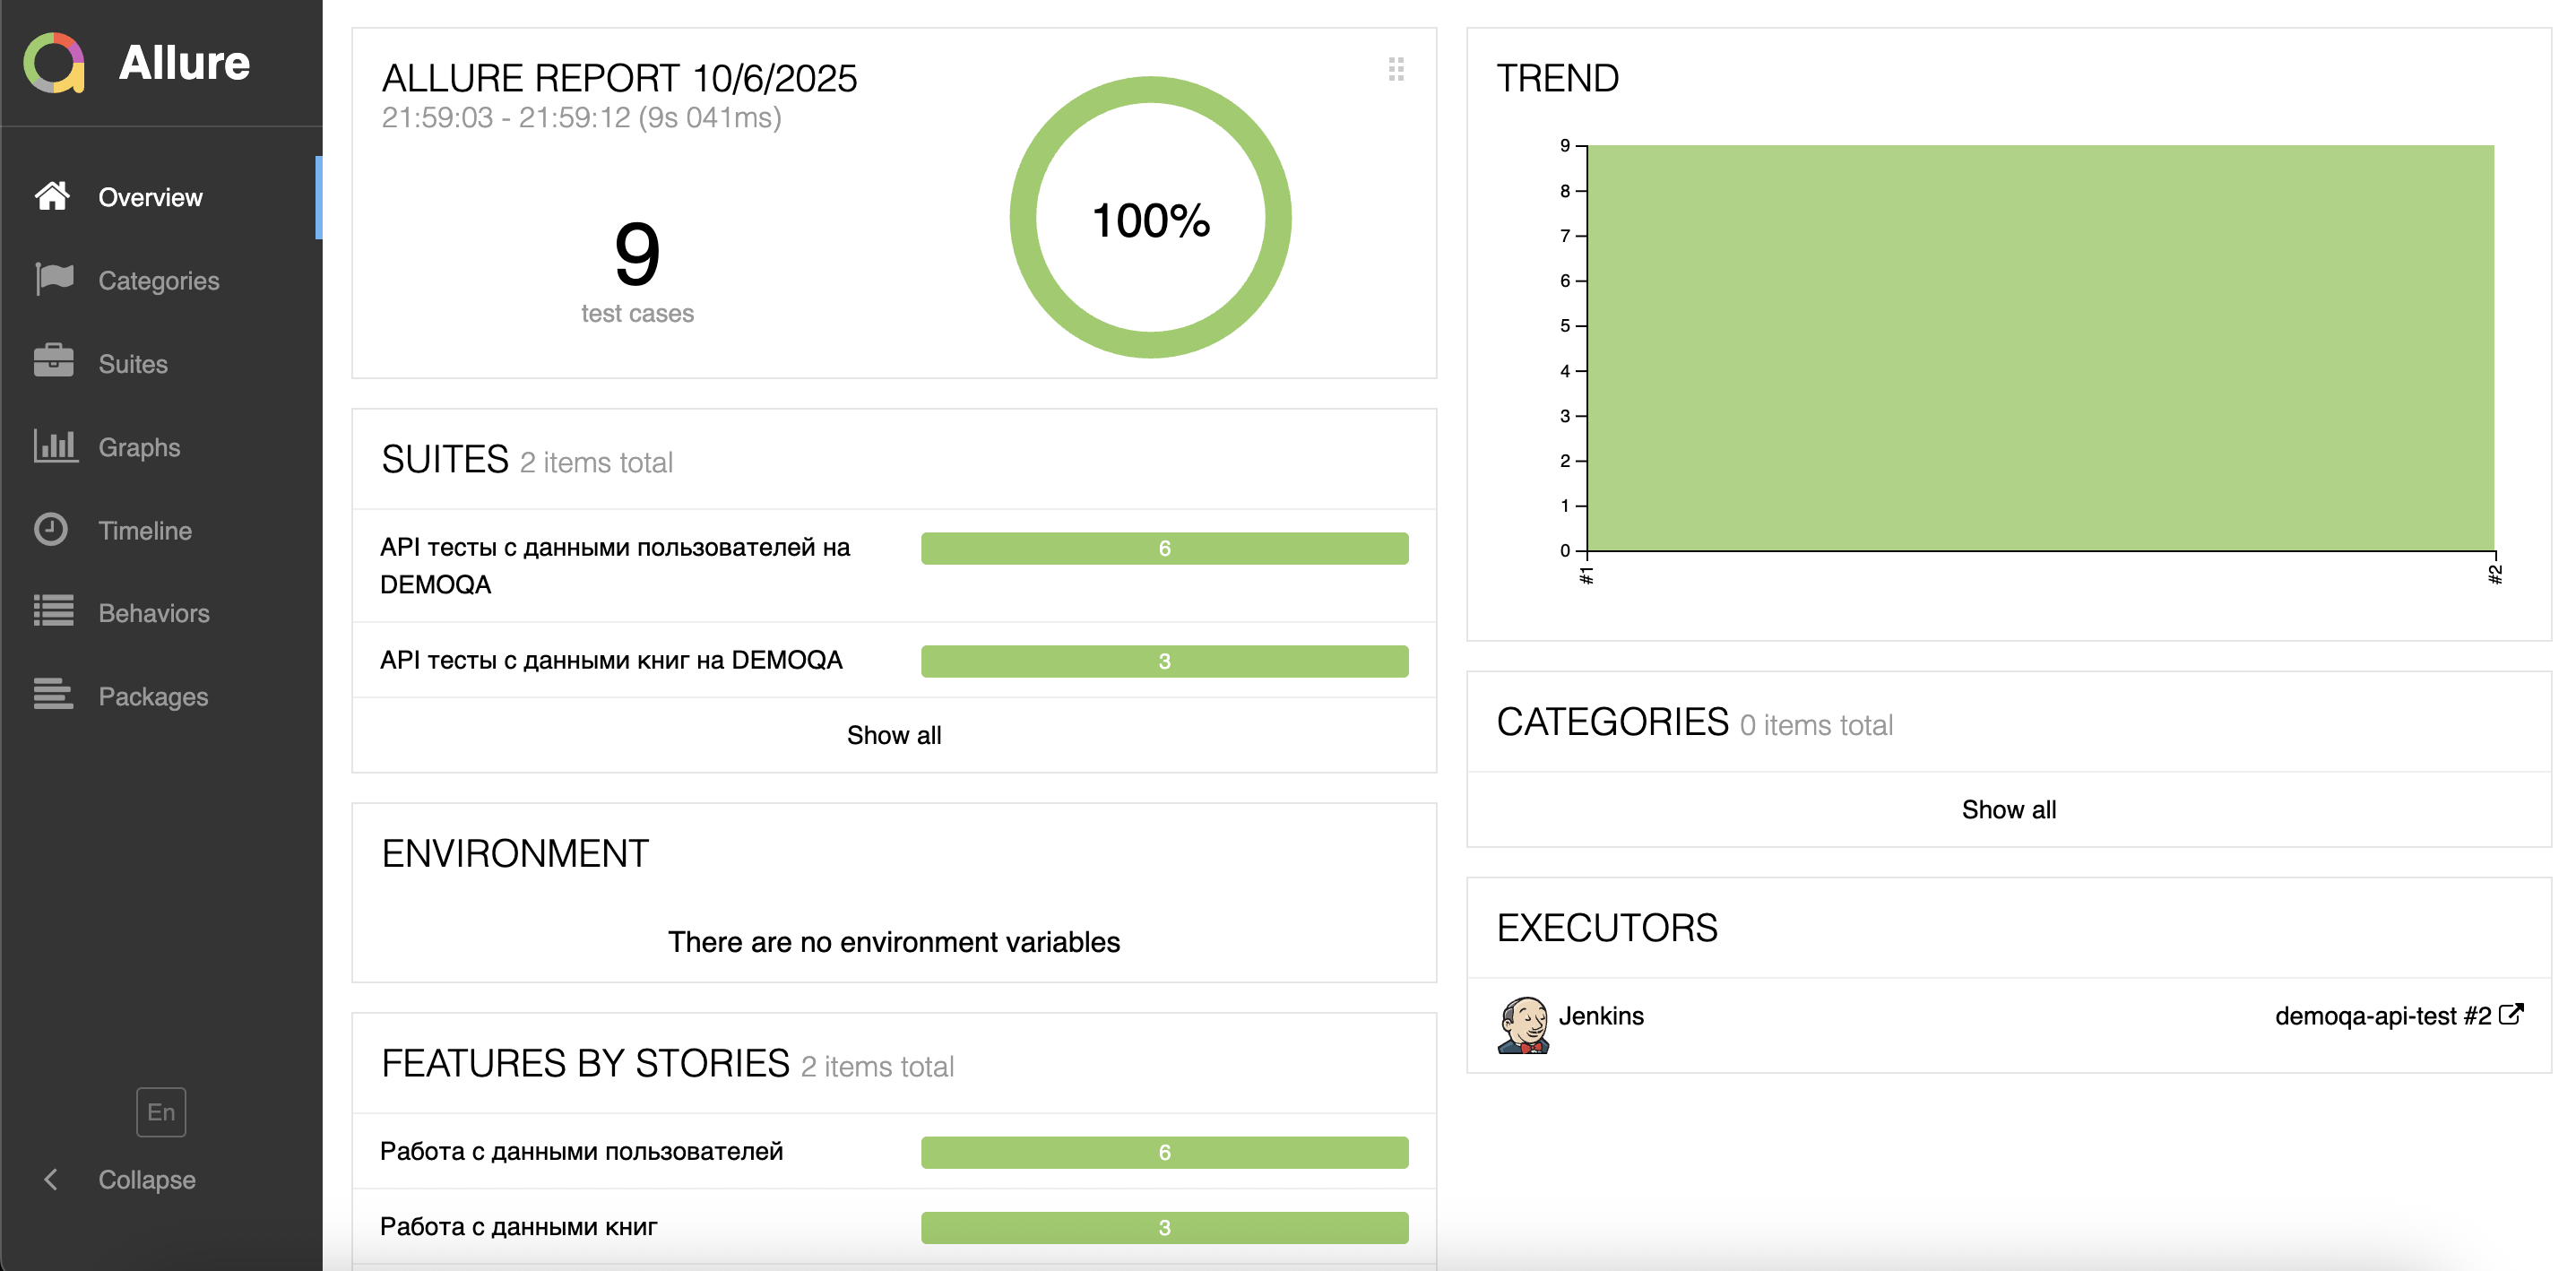 Allure
Overview
Categories
Suites
Graphs
Timeline
Behaviors
Packages
En
Collapse
ALLURE REPORT 10/6/2025
21:59:03 - 21:59:12 (9s 041ms)
9
test cases
100%
SUITES 2 items total
API тесты с данными пользователей на
DEMOQA
6
API тесты с данными книг на DEMOQA
3
Show all
ENVIRONMENT
There are no environment variables
FEATURES BY STORIES 2 items total
Работа с данными пользователей
6
Работа с данными книг
3
TREND
9
8
7
6
5
4
3
2
1
0
#1
#2
CATEGORIES 0 items total
Show all
EXECUTORS
Jenkins
demoqa-api-test #2